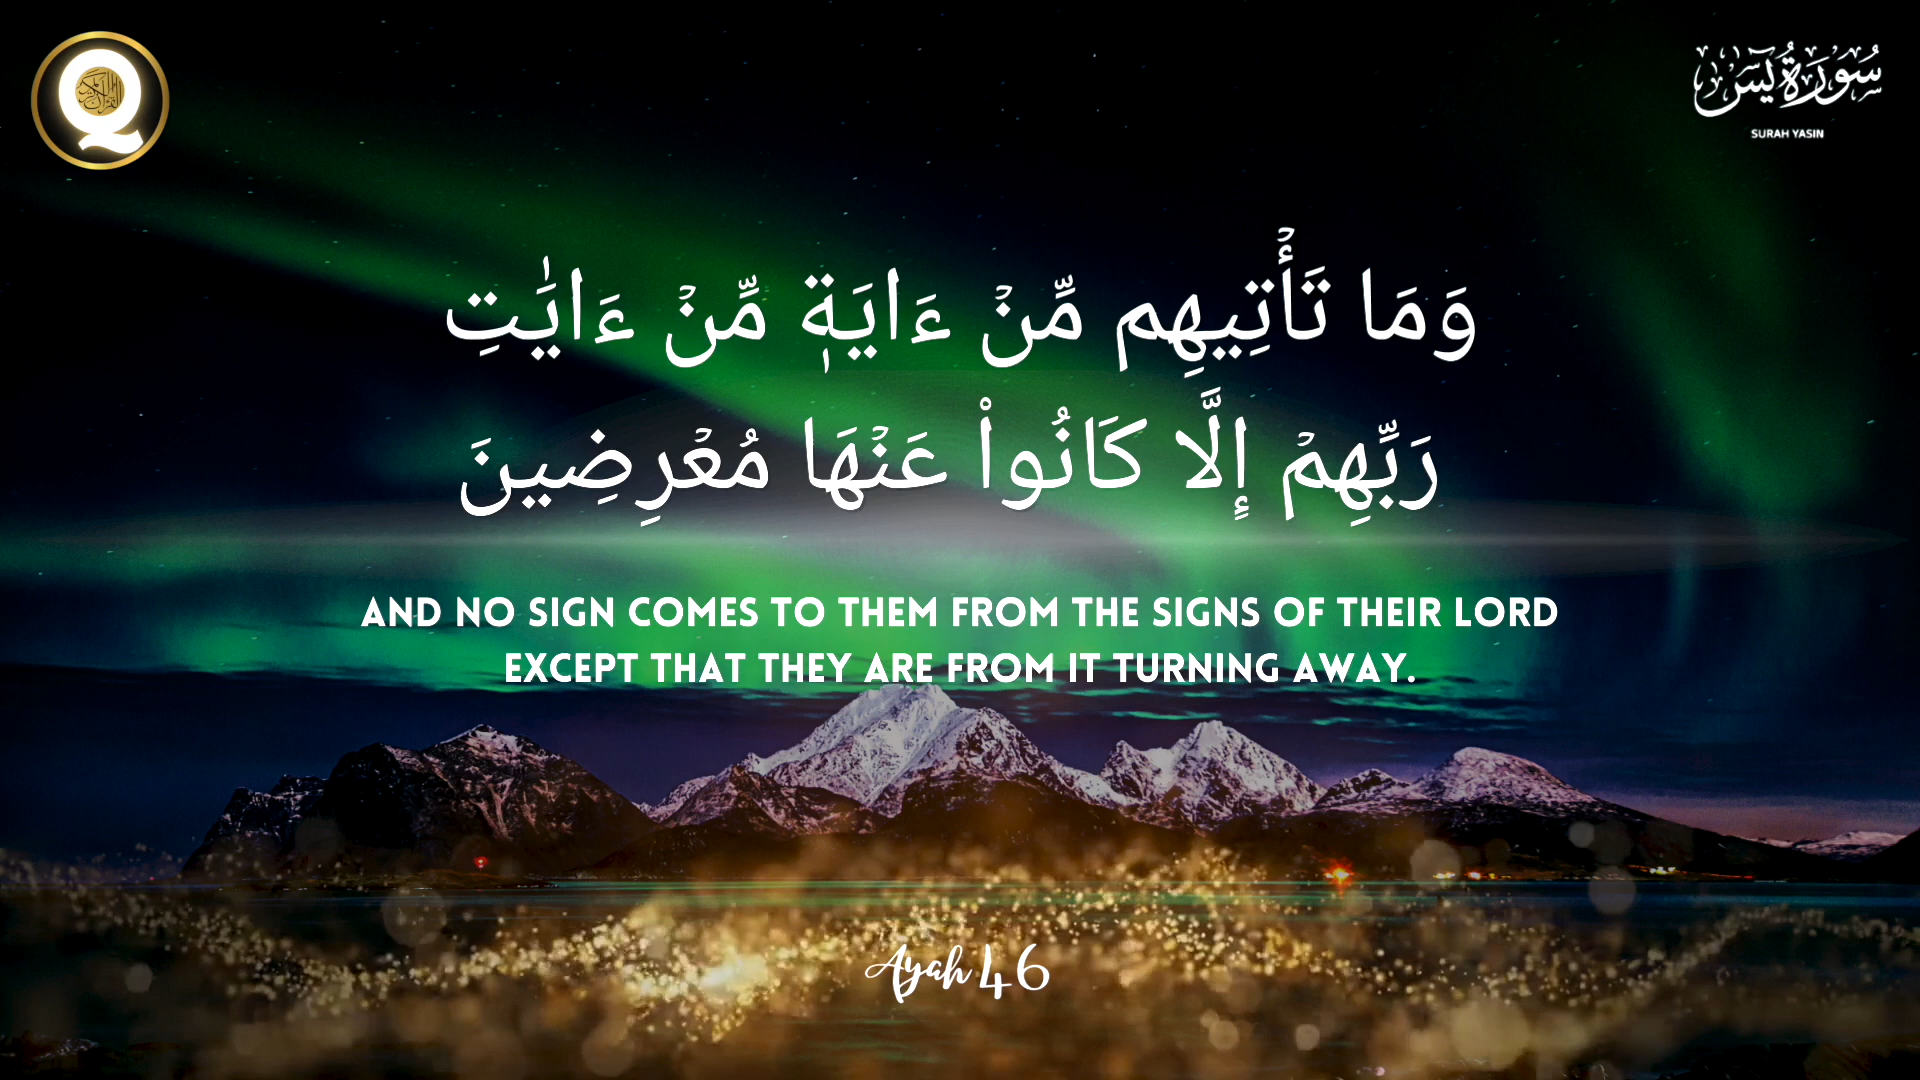 سُورَةُ يسٓ
SURAH YASIN
وَمَا تَأۡتِيهِم مِّنۡ ءَايَةٖ مِّنۡ ءَايَٰتِ
رَبِّهِمۡ إِلَّا كَانُواْ عَنۡهَا مُعۡرِضِينَ
AND NO SIGN COMES TO THEM FROM THE SIGNS OF THEIR LORD
EXCEPT THAT THEY ARE FROM IT TURNING AWAY.
Ayah 46